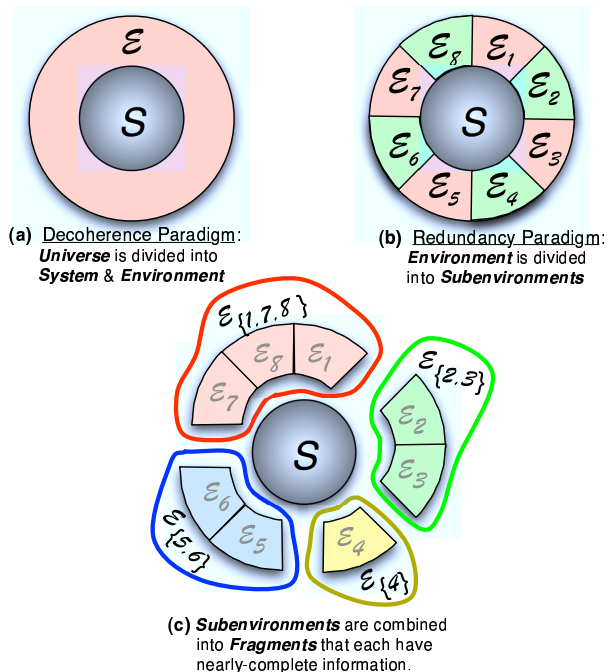 ℰ
S
(a) Decoherence Paradigm:
Universe is divided into
System & Environment
ℰ8 ℰ1
ℰ7 ℰ2
S
ℰ6 ℰ3
ℰ5 ℰ4
(b) Redundancy Paradigm:
Environment is divided
into Subenvironments
ℰ{1,7,8}
ℰ8 ℰ1
ℰ7
ℰ{2,3}
ℰ2
ℰ3
S
ℰ6
ℰ5
ℰ{5,6}
ℰ4
ℰ{4}
(c) Subenvironments are combined
into Fragments that each have
nearly-complete information.